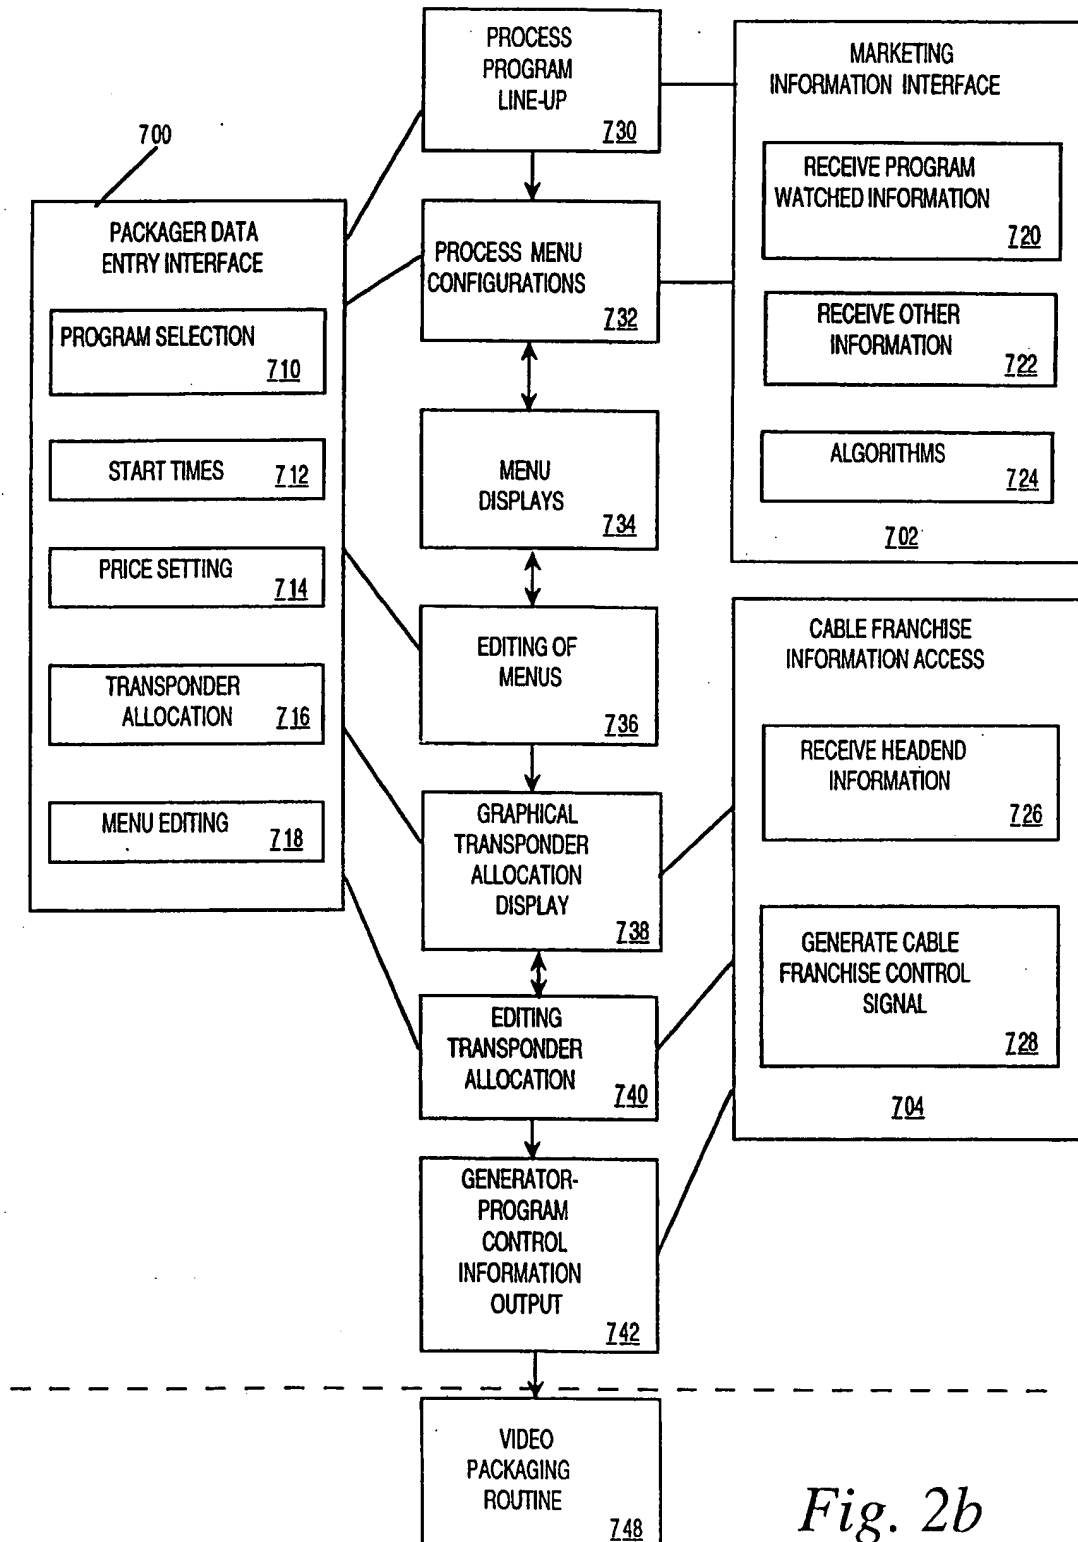 700
PACKAGER DATA
ENTRY INTERFACE
PROGRAM SELECTION
710
START TIMES
712
PRICE SETTING
714
TRANSPONDER
ALLOCATION
716
MENU EDITING
718
PROCESS
PROGRAM
LINE-UP
730
PROCESS MENU
CONFIGURATIONS
732
MENU
DISPLAYS
734
EDITING OF
MENUS
736
GRAPHICAL
TRANSPONDER
ALLOCATION
DISPLAY
738
EDITING
TRANSPONDER
ALLOCATION
740
GENERATOR-
PROGRAM
CONTROL
INFORMATION
OUTPUT
742
VIDEO
PACKAGING
ROUTINE
748
MARKETING
INFORMATION INTERFACE
RECEIVE PROGRAM
WATCHED INFORMATION
720
RECEIVE OTHER
INFORMATION
722
ALGORITHMS
724
702
CABLE FRANCHISE
INFORMATION ACCESS
RECEIVE HEADEND
INFORMATION
726
GENERATE CABLE
FRANCHISE CONTROL
SIGNAL
728
704
Fig. 2b